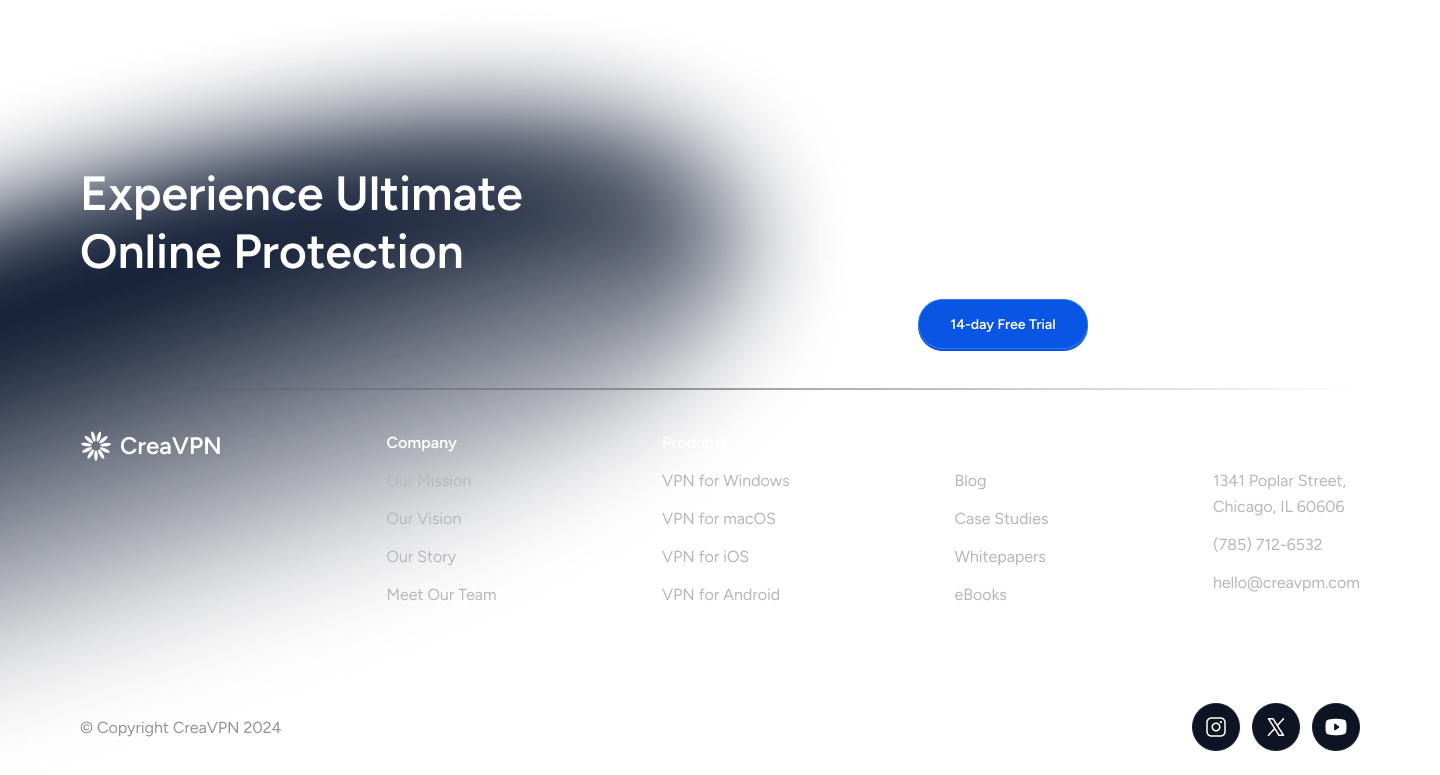 Experience Ultimate
Online Protection
14-day Free Trial
CreaVPN
Company
Our Mission
Our Vision
Our Story
Meet Our Team
Products
VPN for Windows
VPN for macOS
VPN for iOS
VPN for Android
Blog
Case Studies
Whitepapers
eBooks
1341 Poplar Street,
Chicago, IL 60606
(785) 712-6532
hello@creavpm.com
© Copyright CreaVPN 2024